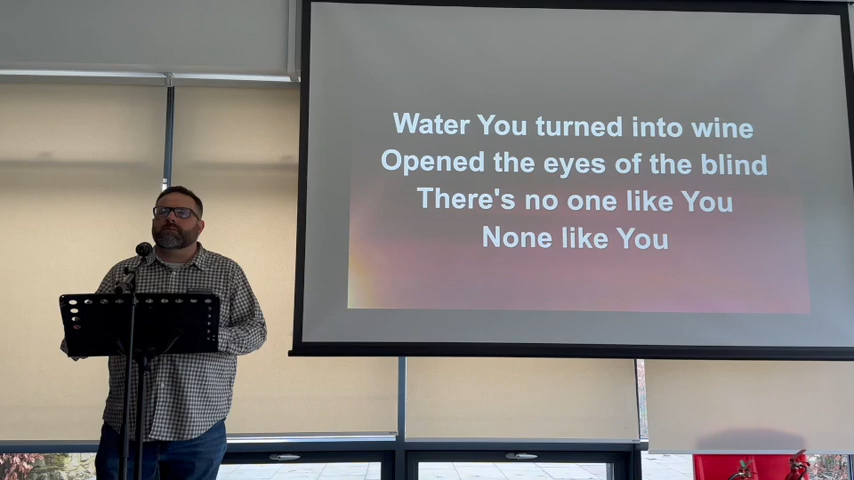 Water You turned into wine
Opened the eyes of the blind
There's no one like You
None like You